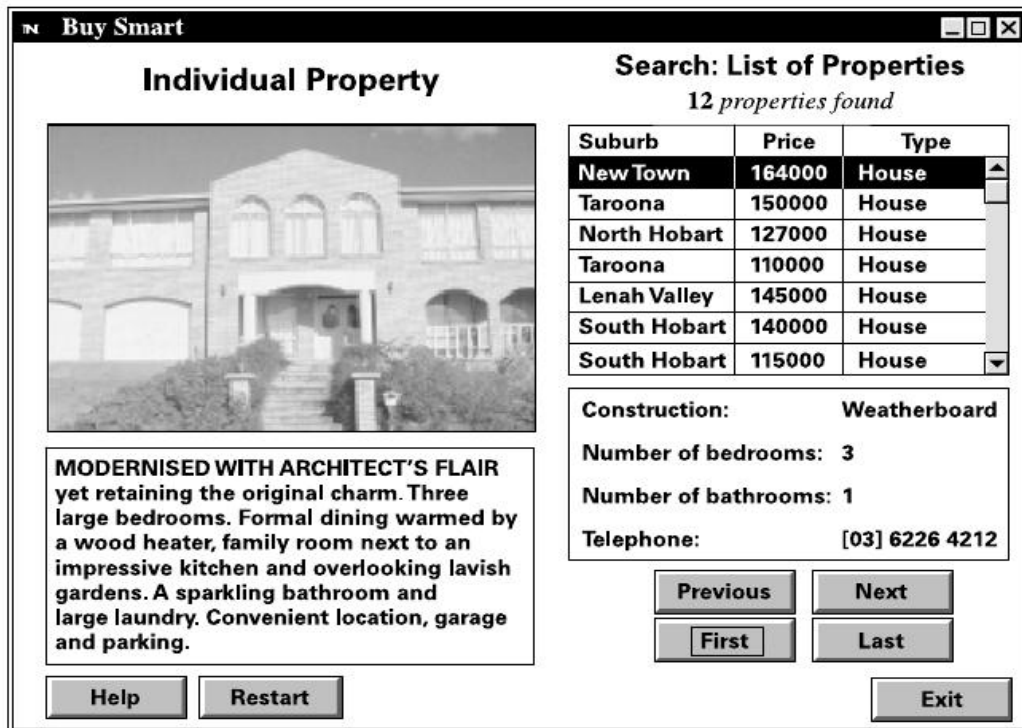 Buy Smart
Individual Property
MODERNISED WITH ARCHITECT'S FLAIR
yet retaining the original charm. Three
large bedrooms. Formal dining warmed by
a wood heater, family room next to an
impressive kitchen and overlooking lavish
gardens. A sparkling bathroom and
large laundry. Convenient location, garage
and parking.
Help Restart
Search: List of Properties
12 properties found
Suburb Price Type
New Town 164000 House
Taroona 150000 House
North Hobart 127000 House
Taroona 110000 House
Lenah Valley 145000 House
South Hobart 140000 House
South Hobart 115000 House
Construction: Weatherboard
Number of bedrooms: 3
Number of bathrooms: 1
Telephone: [03] 6226 4212
Previous Next
First Last
Exit